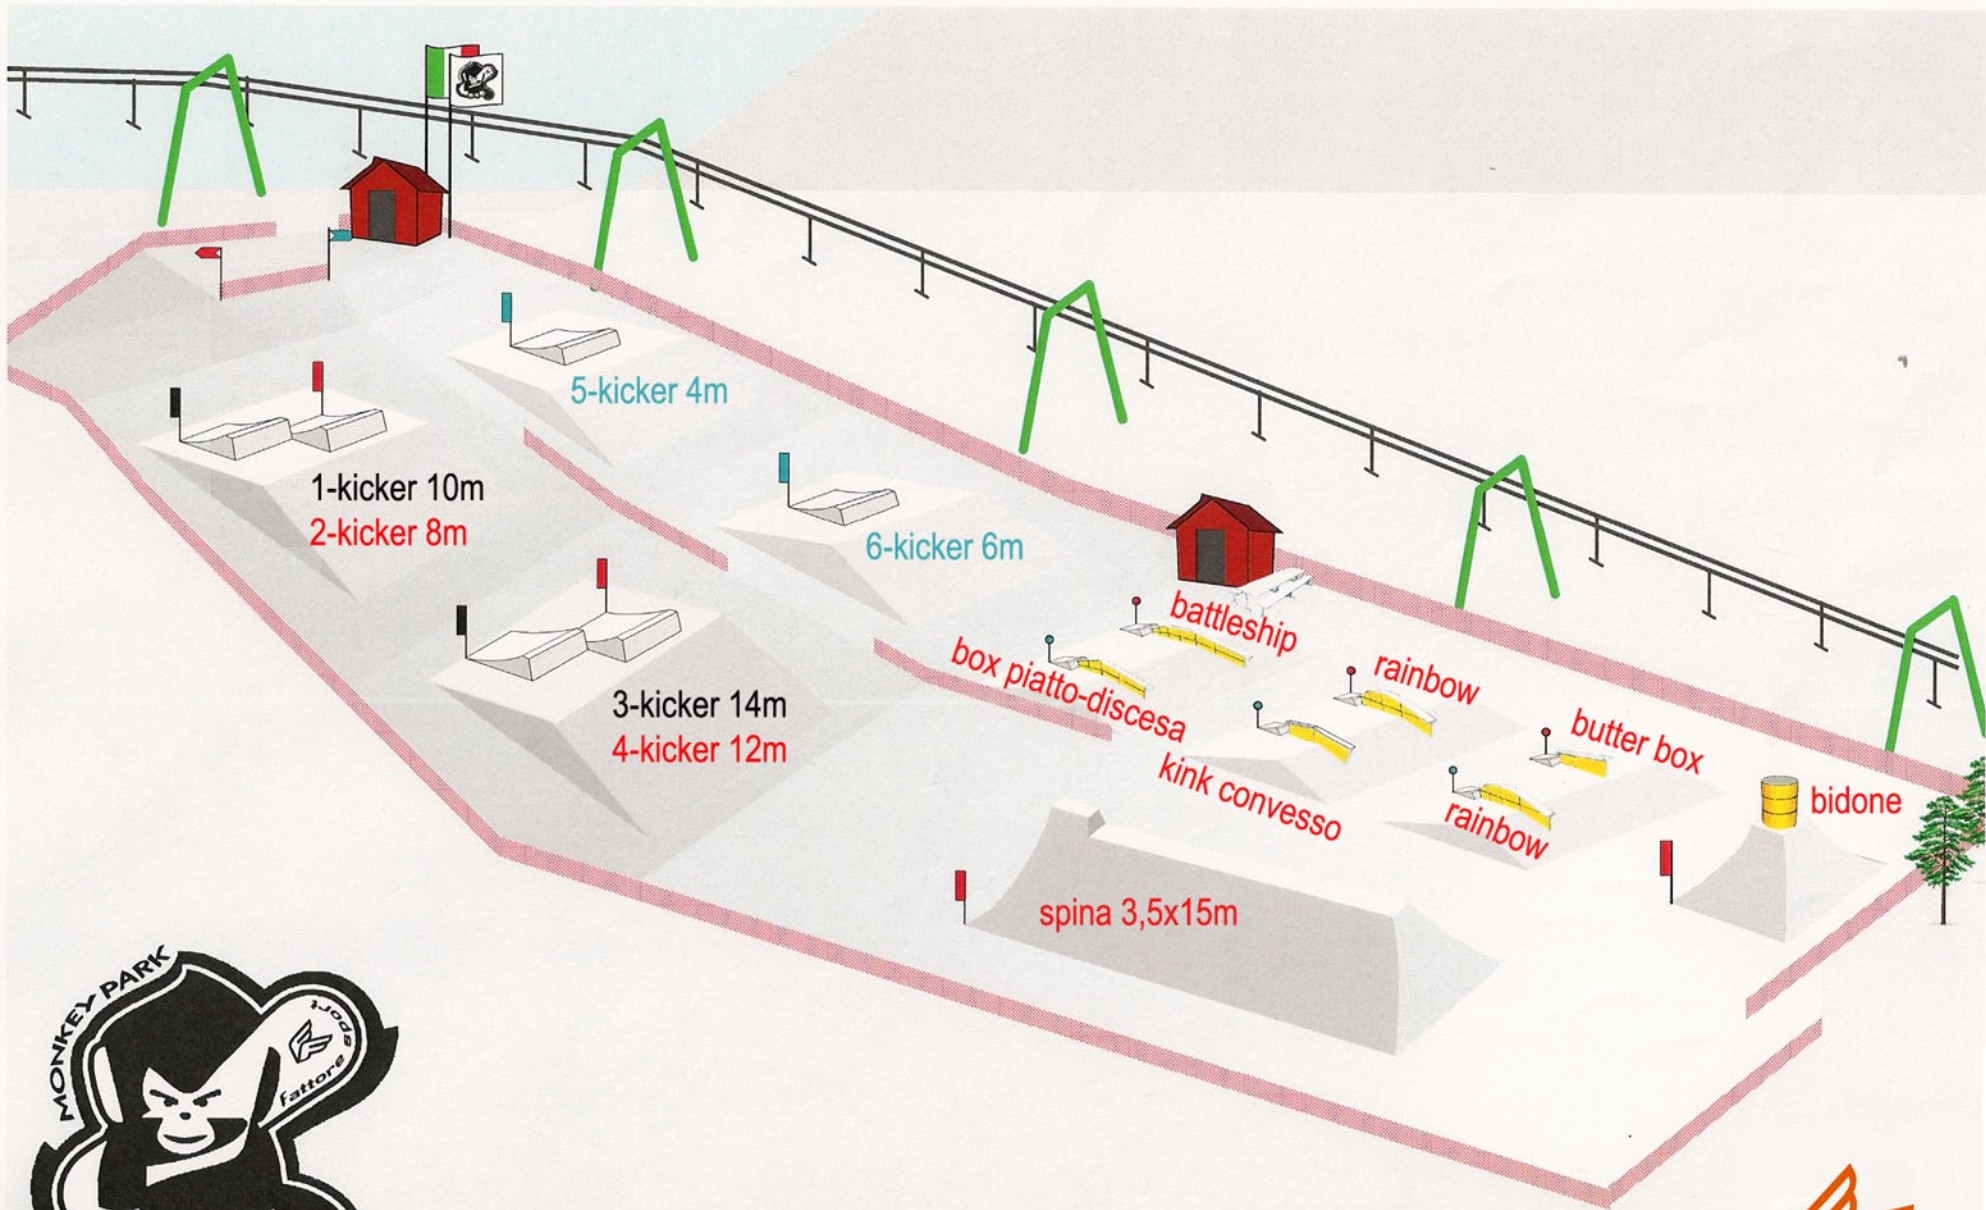 5-kicker 4m
1-kicker 10m
2-kicker 8m
6-kicker 6m
battleship
box piatto-discesa
rainbow
3-kicker 14m
4-kicker 12m
butter box
kink convesso
rainbow
bidone
spina 3,5x15m
MONKEY PARK
fattore sport